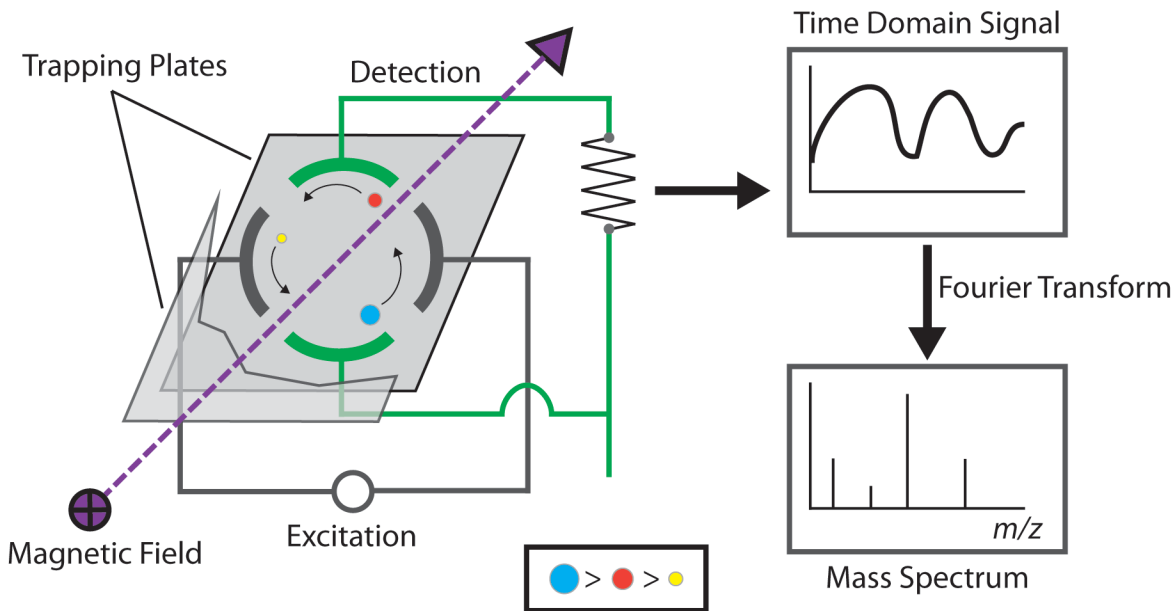 Trapping Plates
Detection
Time Domain Signal
Fourier Transform
Magnetic Field
Excitation
> >
m/z
Mass Spectrum